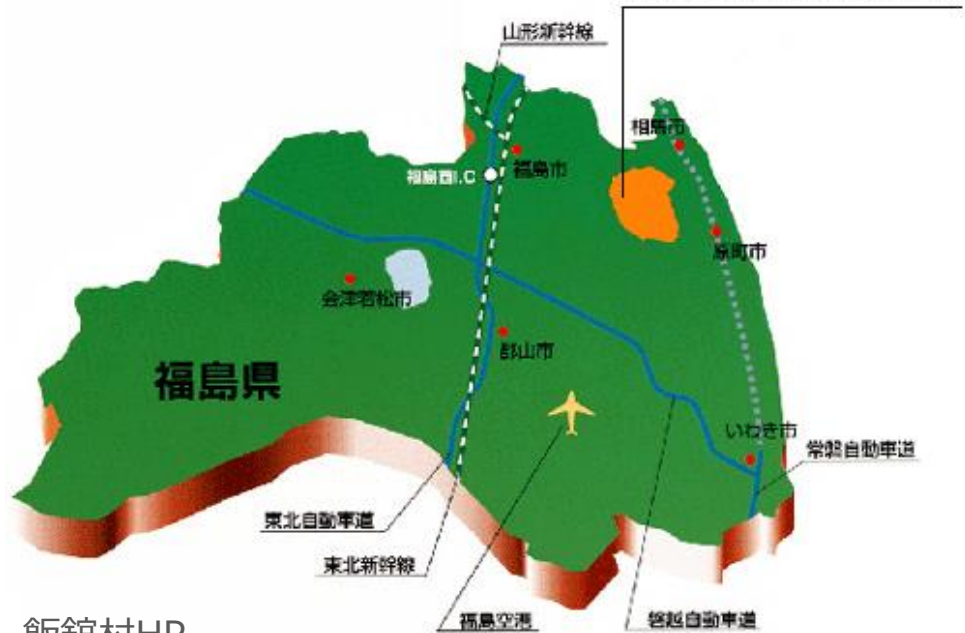 山形新幹線
相馬市
福島市
福島西I.C
原町市
会津若松市
郡山市
福島県
いわき市
常磐自動車道
東北自動車道
東北新幹線
福島空港
磐越自動車道
飯舘村HP